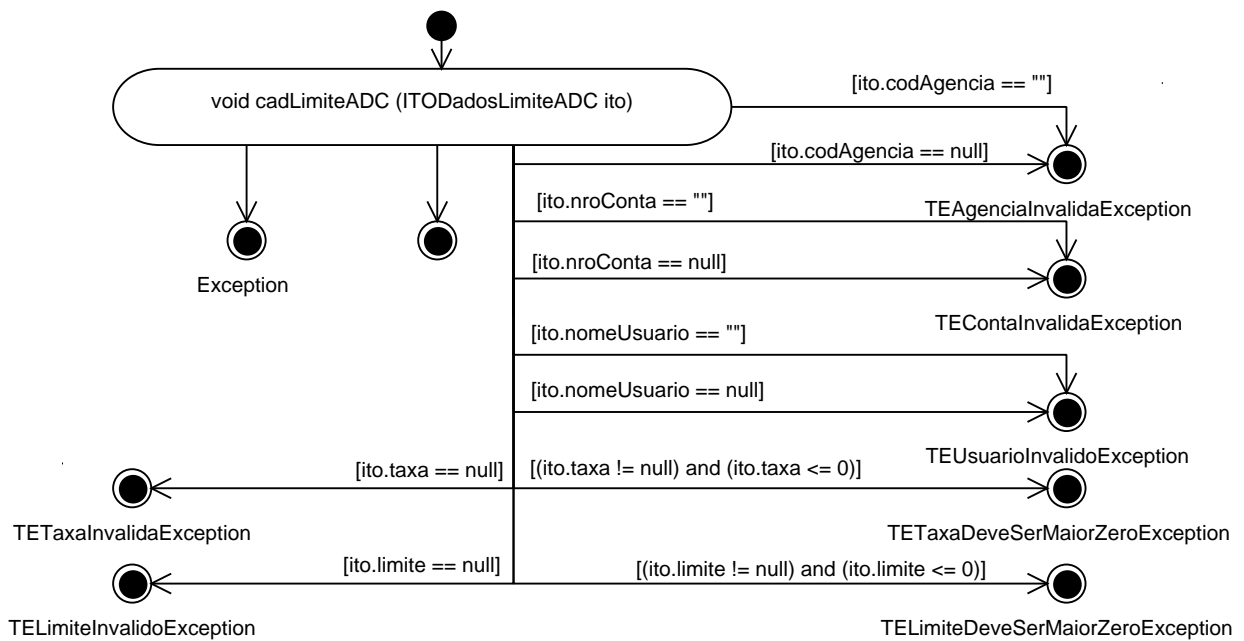 void cadLimiteADC (ITODadosLimiteADC ito)
[ito.codAgencia == ""]
[ito.codAgencia == null]
TEAgenciaInvalidaException
[ito.nroConta == ""]
[ito.nroConta == null]
Exception
TEContaInvalidaException
[ito.nomeUsuario == ""]
[ito.nomeUsuario == null]
TEUsuarioInvalidoException
[ito.taxa == null]
[(ito.taxa != null) and (ito.taxa <= 0)]
TETaxaInvalidaException
TETaxaDeveSerMaiorZeroException
[ito.limite == null]
[(ito.limite != null) and (ito.limite <= 0)]
TELimiteInvalidoException
TELimiteDeveSerMaiorZeroException